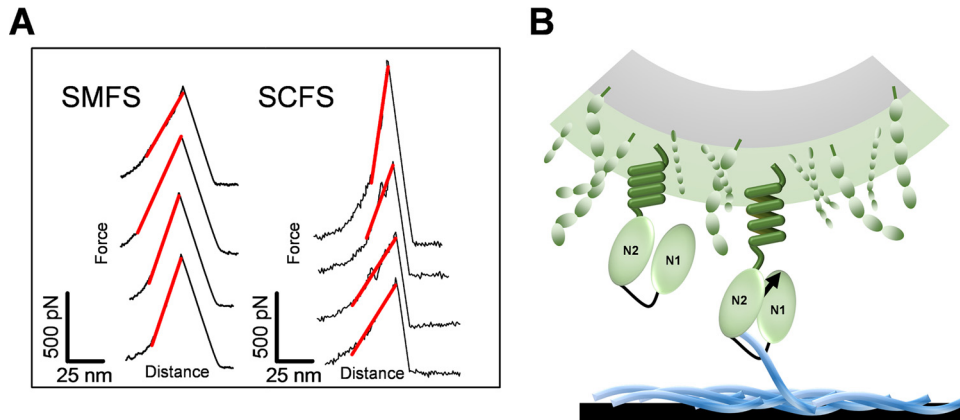 A
B
SMFS
SCFS
Force
Force
500 pN
25 nm
Distance
500 pN
25 nm
Distance
N2
N1
N2
N1